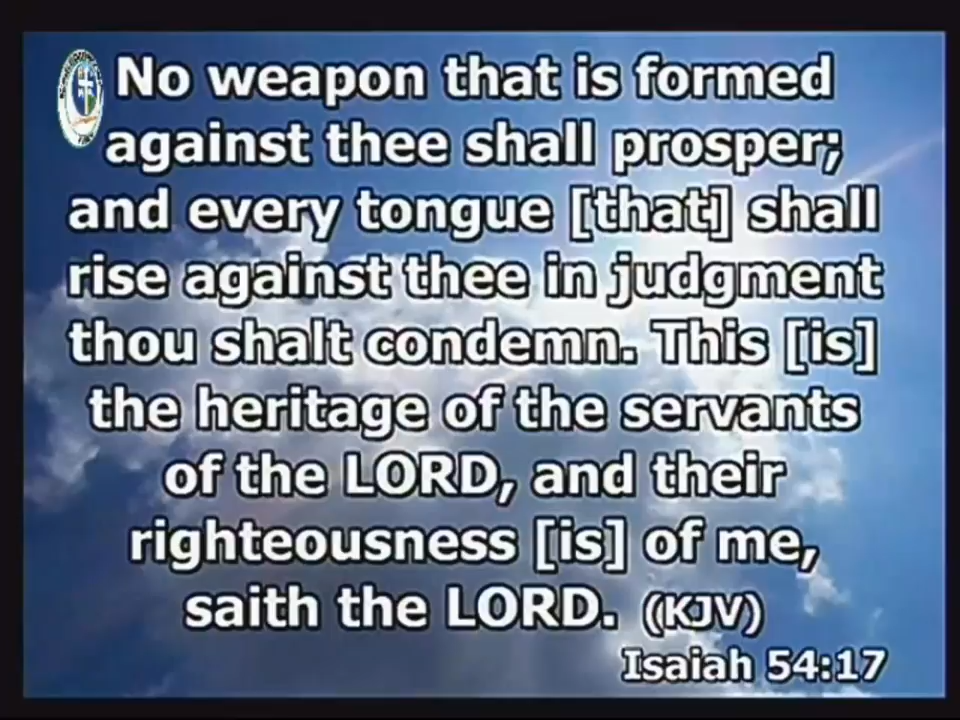 No weapon that is formed
against thee shall prosper;
and every tongue [that] shall
rise against thee in judgment
thou shalt condemn. This [is]
the heritage of the servants
of the LORD, and their
righteousness [is] of me,
saith the LORD. (KJV)
Isaiah 54:17